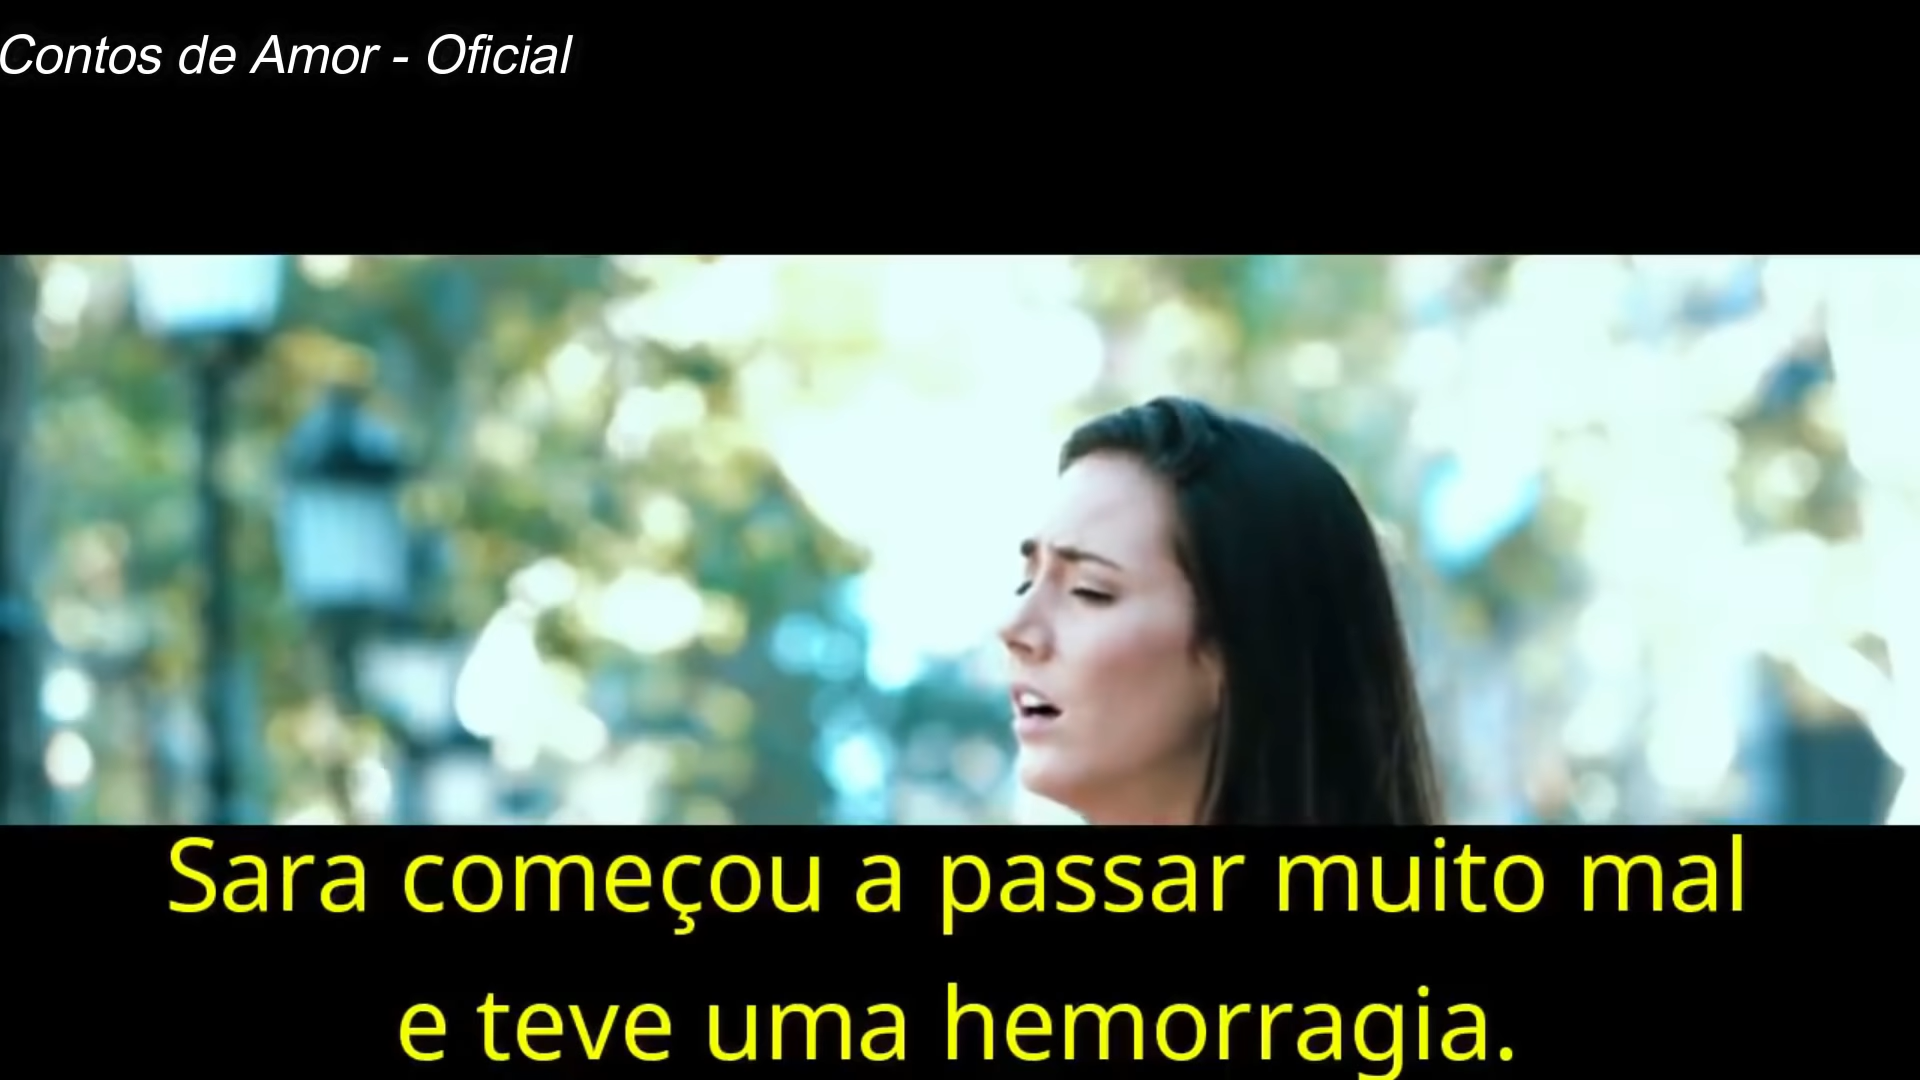 Contos de Amor - Oficial
Sara começou a passar muito mal
e teve uma hemorragia.